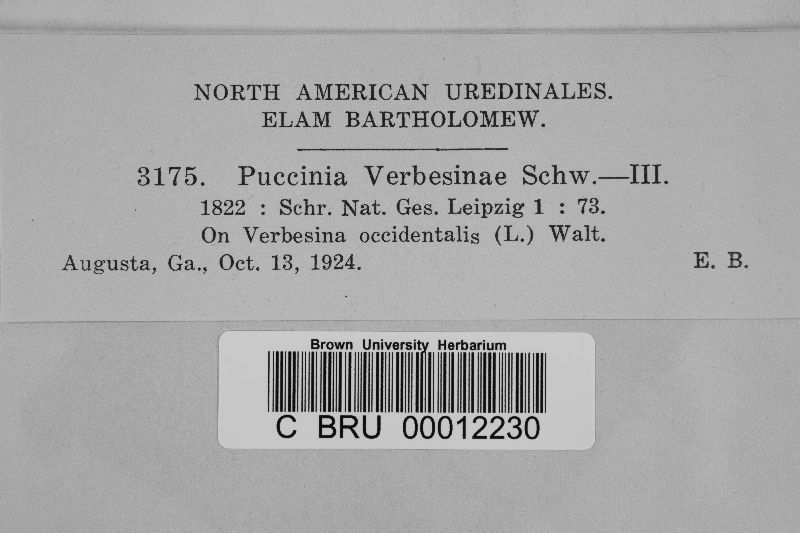 NORTH AMERICAN UREDINALES.
ELAM BARTHOLOMEW.
3175. Puccinia Verbesinae Schw.—III.
1822 : Schr. Nat. Ges. Leipzig 1 : 73.
On Verbesina occidentalis (L.) Walt.
Augusta, Ga., Oct. 13, 1924. E. B.
Brown University Herbarium
C BRU 00012230